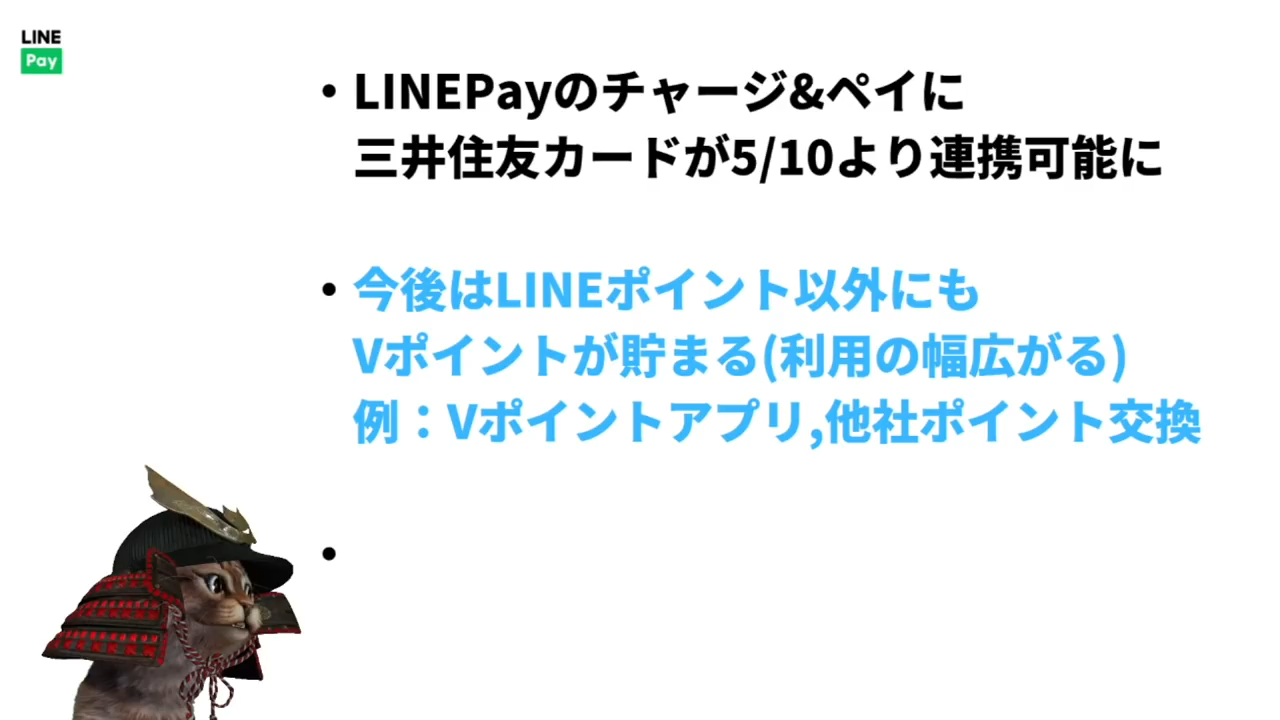 LINE
Pay
・LINEPayのチャージ&ペイに
三井住友カードが5/10より連携可能に
・今後はLINEポイント以外にも
Vポイントが貯まる(利用の幅広がる)
例：Vポイントアプリ,他社ポイント交換
・